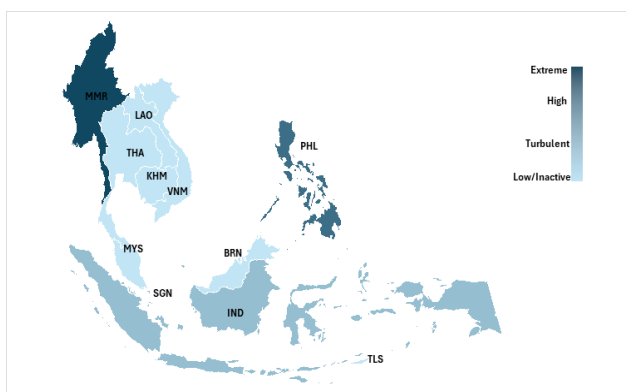 Extreme
High
Turbulent
Low/Inactive
MMR
LAO
THA
KHM
VNM
PHL
MYS
SGN
BRN
IND
TLS